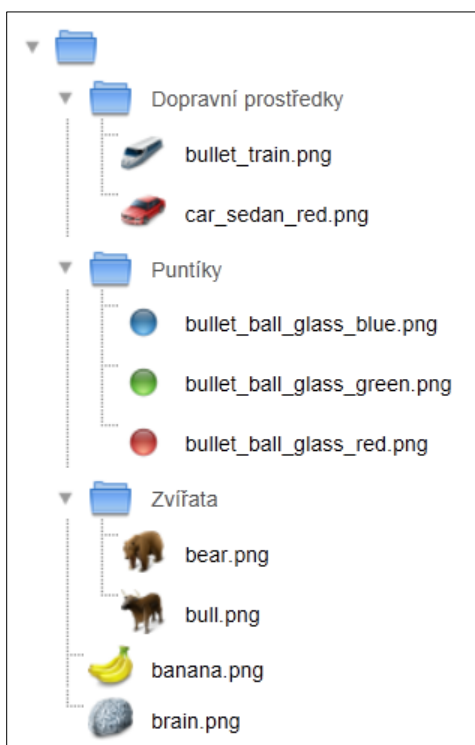 Dopravní prostředky
bullet_train.png
car_sedan_red.png
Puntíky
bullet_ball_glass_blue.png
bullet_ball_glass_green.png
bullet_ball_glass_red.png
Zvířata
bear.png
bull.png
banana.png
brain.png